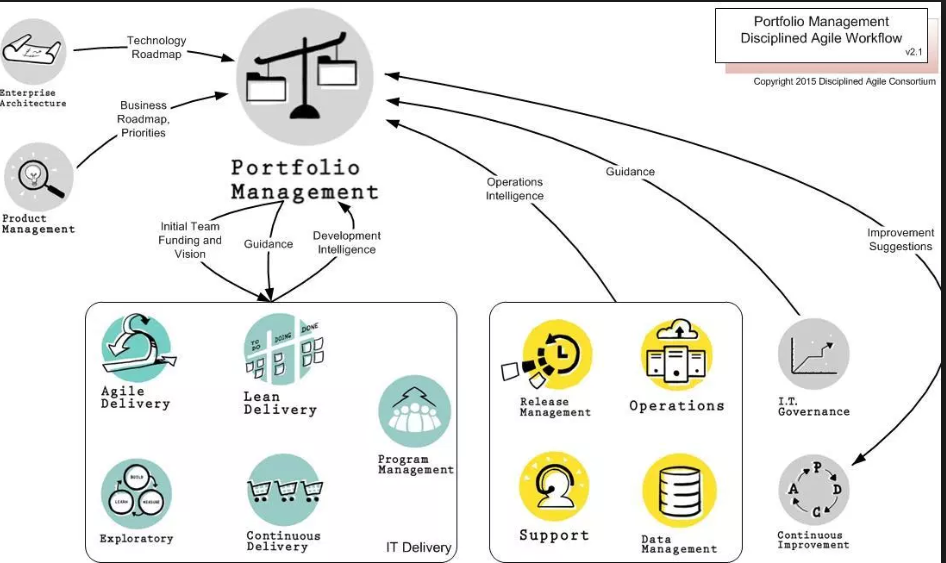 Portfolio Management
Disciplined Agile Workflow
v2.1
Copyright 2015 Disciplined Agile Consortium
Technology
Roadmap
Enterprise
Architecture
Business
Roadmap,
Priorities
Product
Management
Portfolio
Management
Operations
Intelligence
Guidance
Improvement
Suggestions
Initial Team
Funding and
Vision
Guidance
Development
Intelligence
TO DO
DOING
DONE
Agile
Delivery
Lean
Delivery
Program
Management
BUILD
LEARN
MEASURE
Exploratory
Continuous
Delivery
IT Delivery
Release
Management
Operations
Support
Data
Management
I.T.
Governance
P
A
D
C
Continuous
Improvement